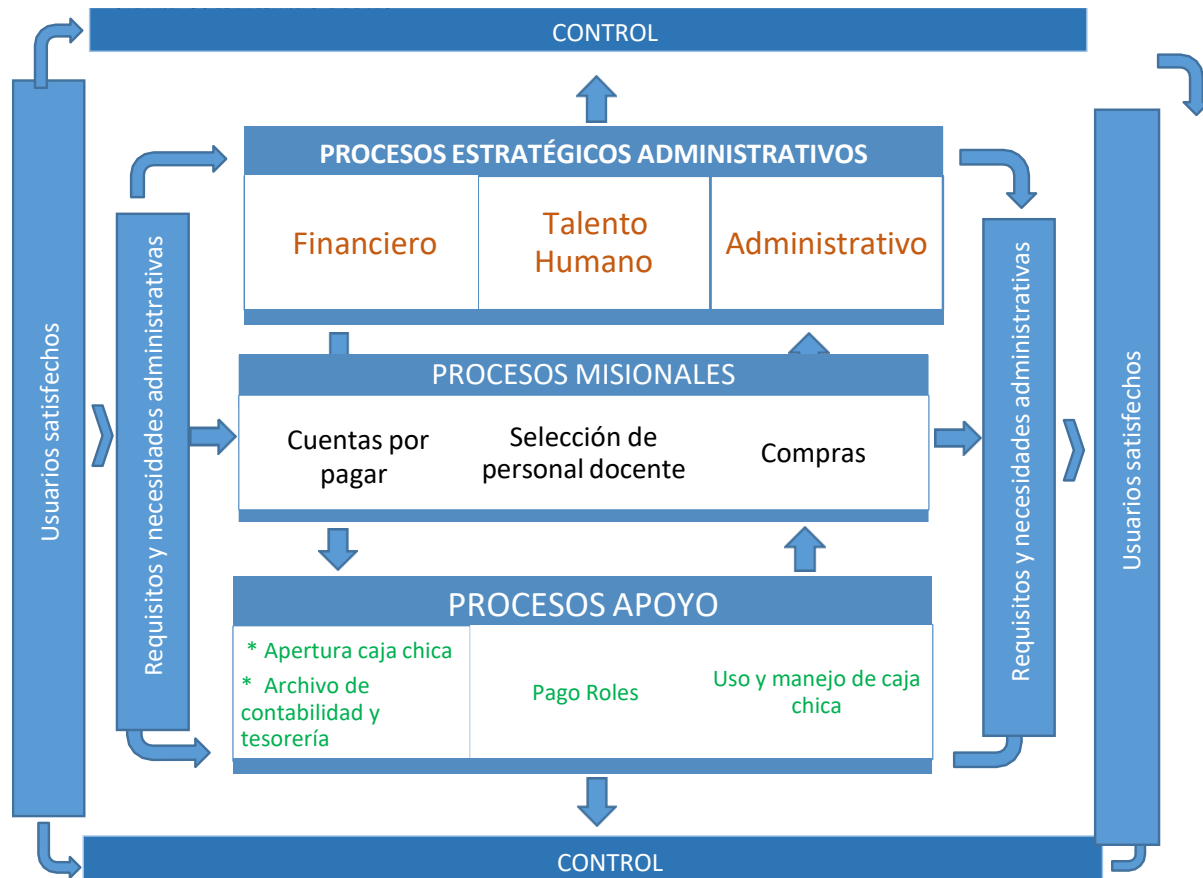 CONTROL
PROCESOS ESTRATÉGICOS ADMINISTRATIVOS
Financiero
Talento
Humano
Administrativo
Usuarios satisfechos
Requisitos y necesidades administrativas
PROCESOS MISIONALES
Cuentas por
pagar
Selección de
personal docente
Compras
PROCESOS APOYO
* Apertura caja chica
* Archivo de
contabilidad y
tesorería
Pago Roles
Uso y manejo de caja
chica
Requisitos y necesidades administrativas
Usuarios satisfechos
CONTROL